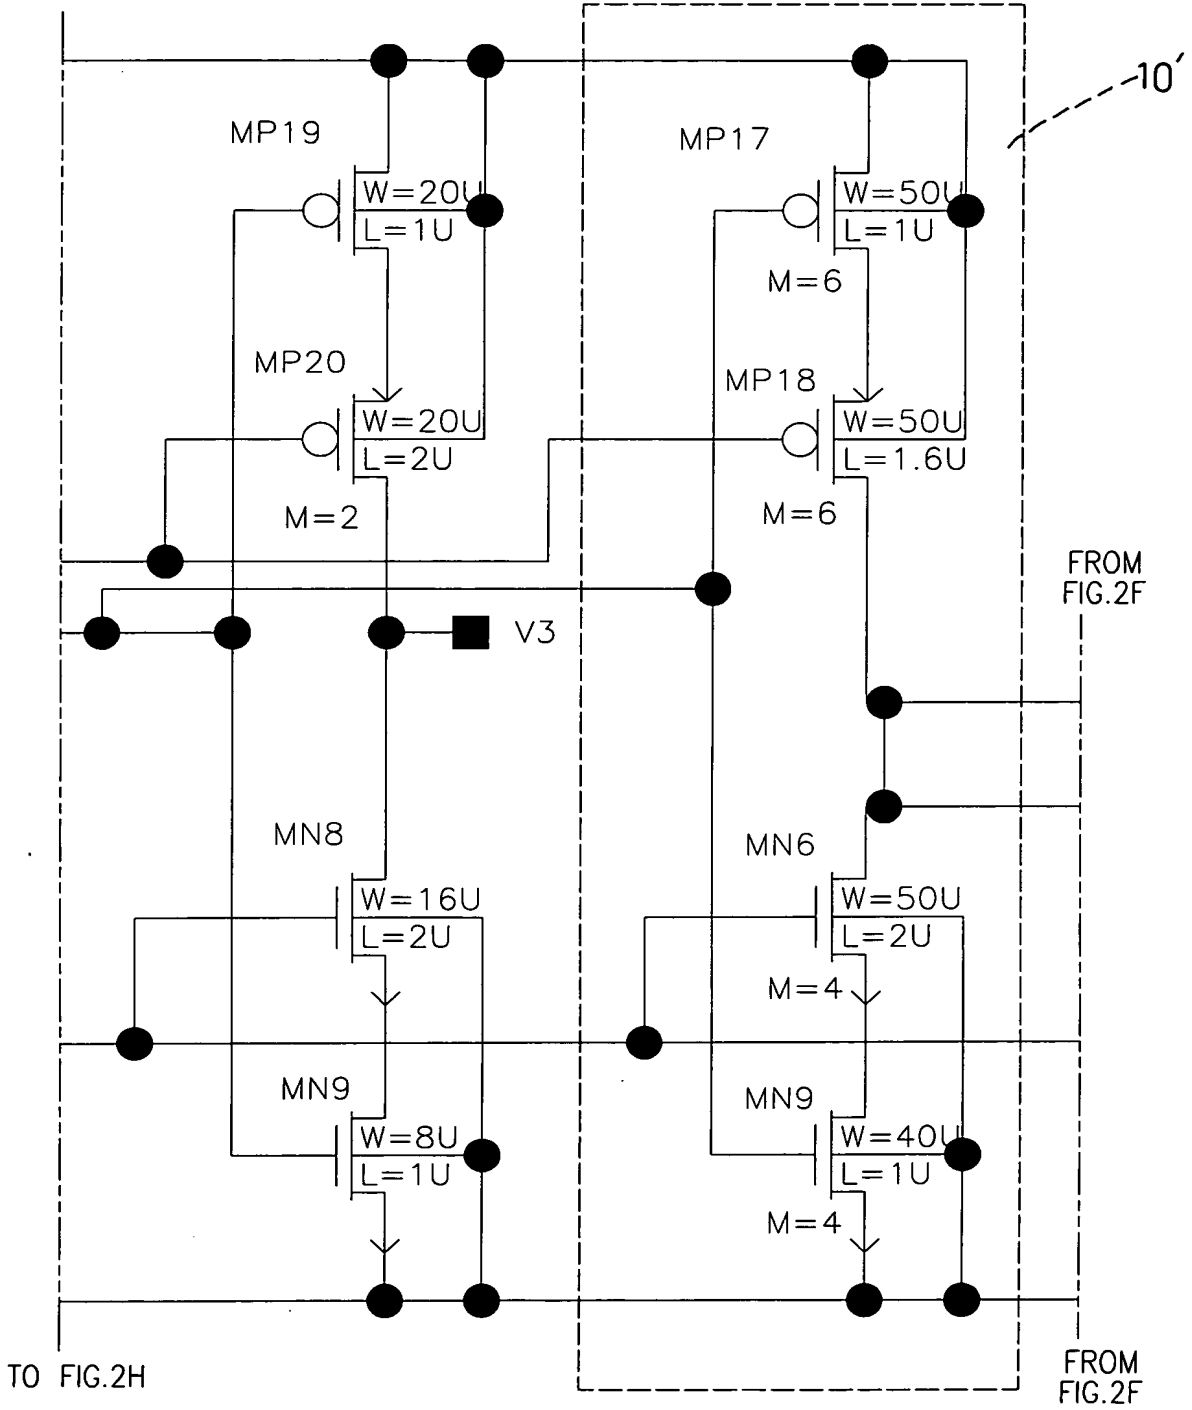 10'
MP19
MP17
W=20U
L=1U
W=50U
L=1U
M=6
MP20
MP18
W=20U
L=2U
W=50U
L=1.6U
M=2
M=6
FROM
FIG.2F
V3
MN8
MN6
W=16U
L=2U
W=50U
L=2U
M=4
MN9
MN9
W=8U
L=1U
W=40U
L=1U
M=4
TO FIG.2H
FROM
FIG.2F